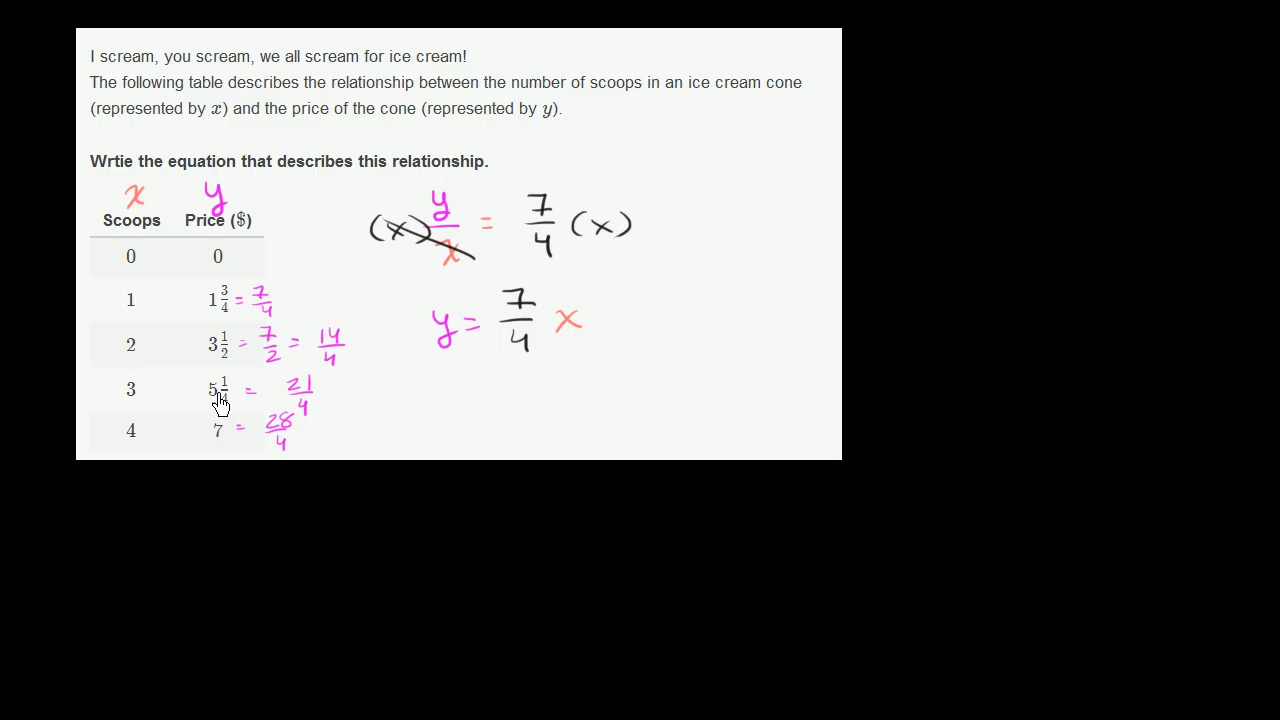 I scream, you scream, we all scream for ice cream!
The following table describes the relationship between the number of scoops in an ice cream cone
(represented by x) and the price of the cone (represented by y).
Wrtie the equation that describes this relationship.
x y
Scoops Price ($)
0 0
1 1 3/4 = 7/4
2 3 1/2 = 7/2 = 14/4
3 5 1/4 = 21/4
4 7 = 28/4
(x) y/x = 7/4 (x)
y = 7/4 x